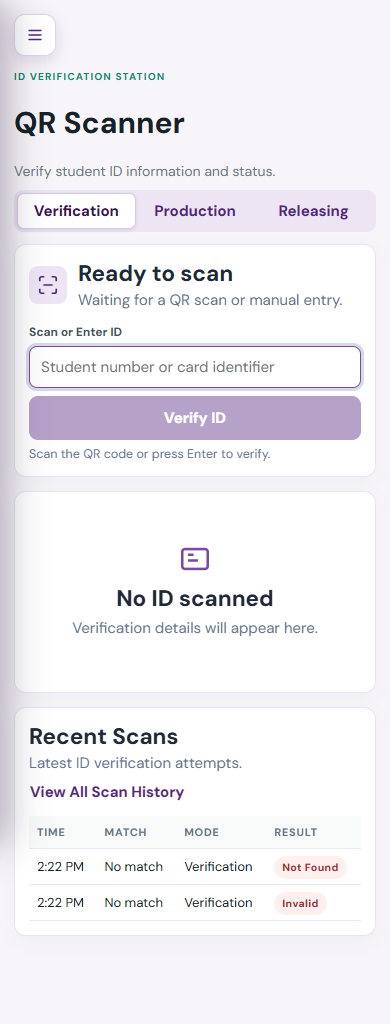 ID VERIFICATION STATION
QR Scanner
Verify student ID information and status.
Verification Production Releasing
Ready to scan
Waiting for a QR scan or manual entry.
Scan or Enter ID
Student number or card identifier
Verify ID
Scan the QR code or press Enter to verify.
No ID scanned
Verification details will appear here.
Recent Scans
Latest ID verification attempts.
View All Scan History
TIME MATCH MODE RESULT
2:22 PM No match Verification Not Found
2:22 PM No match Verification Invalid